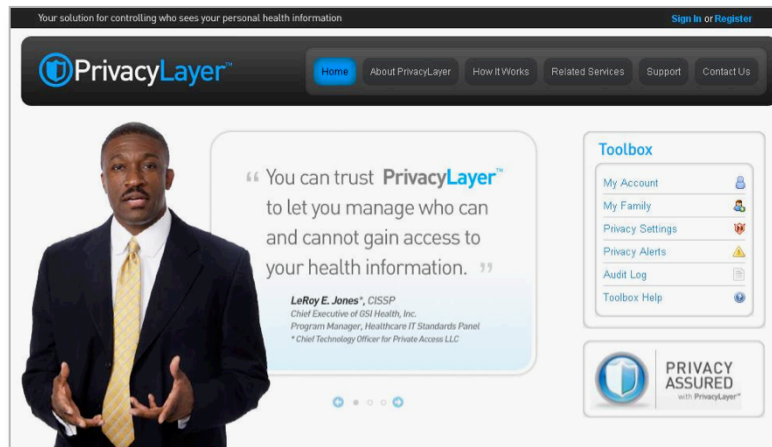 Your solution for controlling who sees your personal health information
Sign In or Register
PrivacyLayer™
Home
About PrivacyLayer
How It Works
Related Services
Support
Contact Us
“ You can trust PrivacyLayer™
to let you manage who can
and cannot gain access to
your health information. ”
LeRoy E. Jones*, CISSP
Chief Executive of GSI Health, Inc.
Program Manager, Healthcare IT Standards Panel
* Chief Technology Officer for Private Access LLC
Toolbox
My Account
My Family
Privacy Settings
Privacy Alerts
Audit Log
Toolbox Help
PRIVACY
ASSURED
with PrivacyLayer™